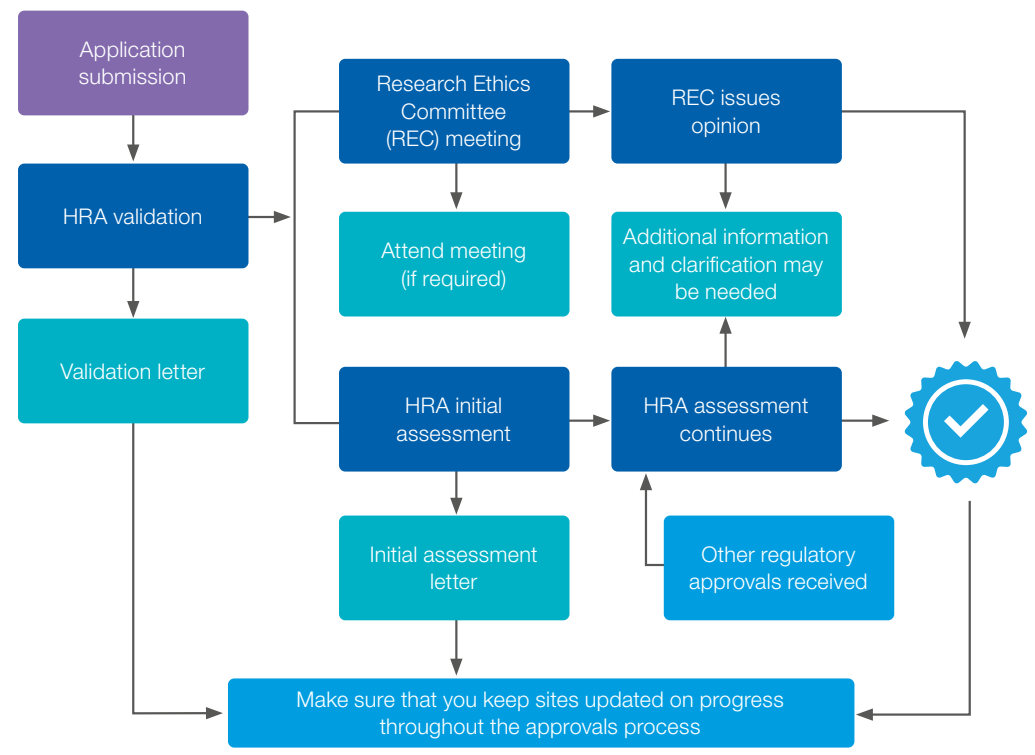 Application
submission
HRA validation
Validation letter
Research Ethics
Committee
(REC) meeting
REC issues
opinion
Attend meeting
(if required)
Additional information
and clarification may
be needed
HRA initial
assessment
HRA assessment
continues
Initial assessment
letter
Other regulatory
approvals received
Make sure that you keep sites updated on progress
throughout the approvals process